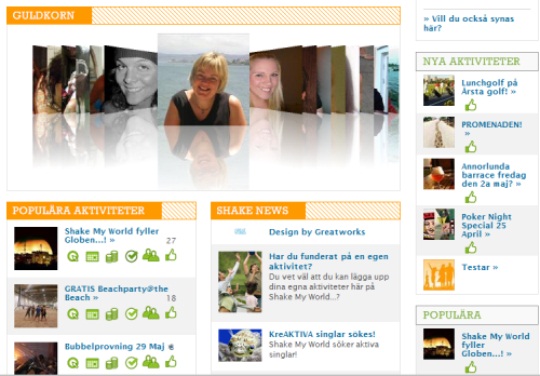 GULDKORN
» Vill du också synas
här?
NYA AKTIVITETER
Lunchgolf på
Årsta golf! »
PROMENADEN!
»
Annorlunda
barrace fredag
den 2a maj? »
Poker Night
Special 25
April »
Testar »
POPULÄRA AKTIVITETER
Shake My World fyller
Globen...! »
27
GRATIS Beachparty@the
Beach »
18
Bubbelprovning 29 Maj «
SHAKE NEWS
Design by Greatworks
Har du funderat på en egen
aktivitet?
Du vet väl att du kan lägga upp
dina egna aktiviteter här på
Shake My World...?
KreAKTIVA singlar sökes!
Shake My World söker aktiva
singlar!
POPULÄRA
Shake My World
fyller
Globen...! »